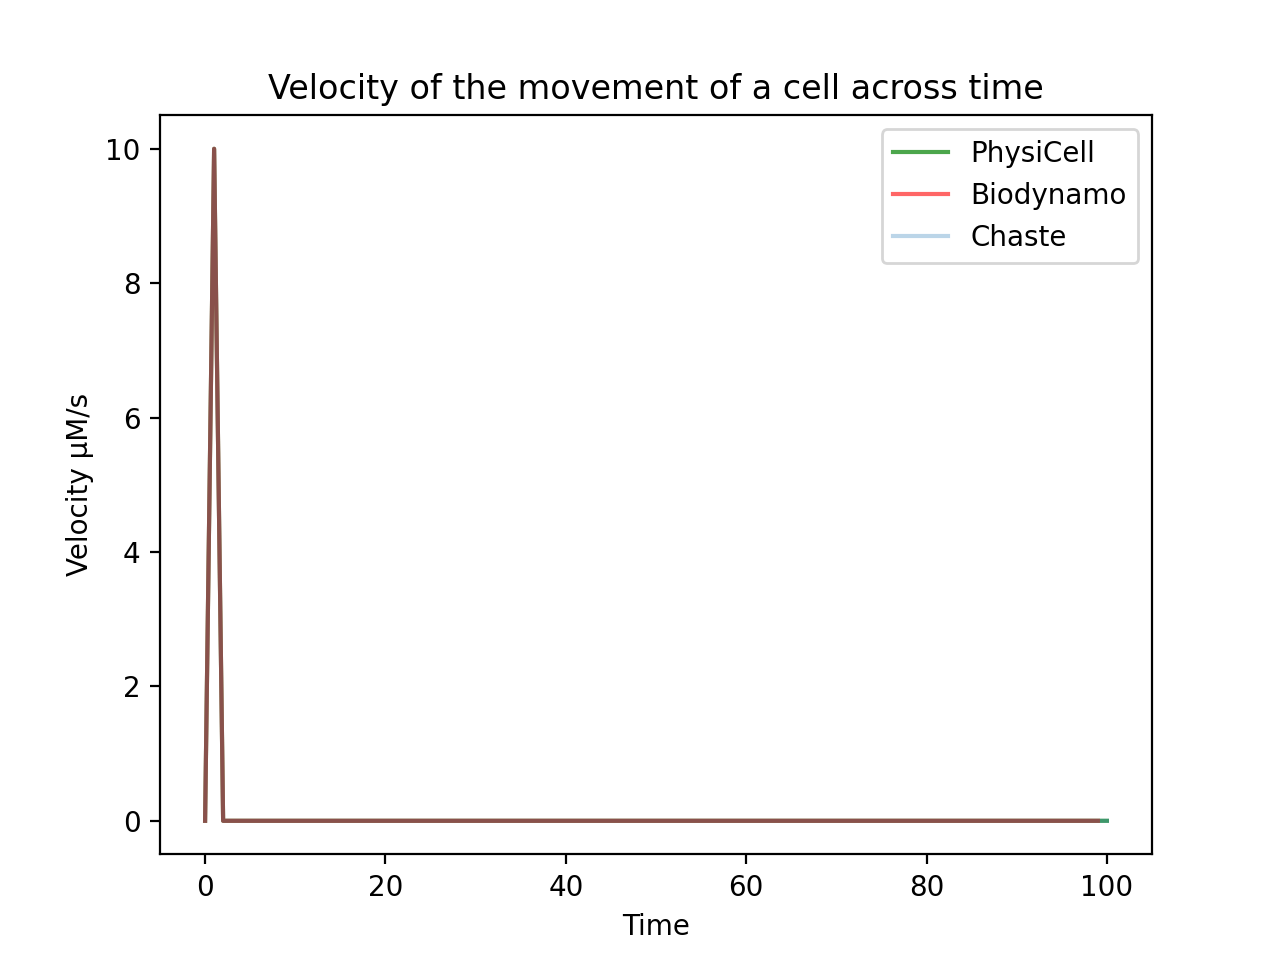 Velocity of the movement of a cell across time
PhysiCell
Biodynamo
Chaste
Velocity µM/s
10
8
6
4
2
0
0 20 40 60 80 100
Time